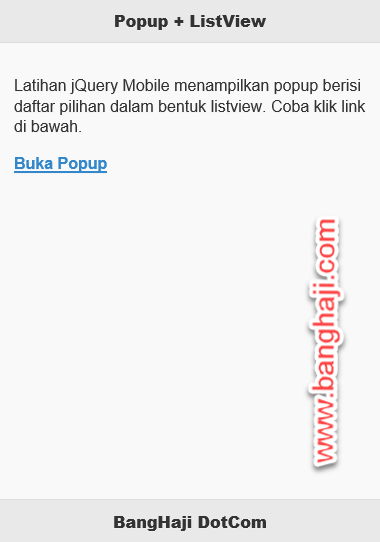 Popup + ListView
Latihan jQuery Mobile menampilkan popup berisi
daftar pilihan dalam bentuk listview. Coba klik link
di bawah.
Buka Popup
www.banghaji.com
BangHaji DotCom